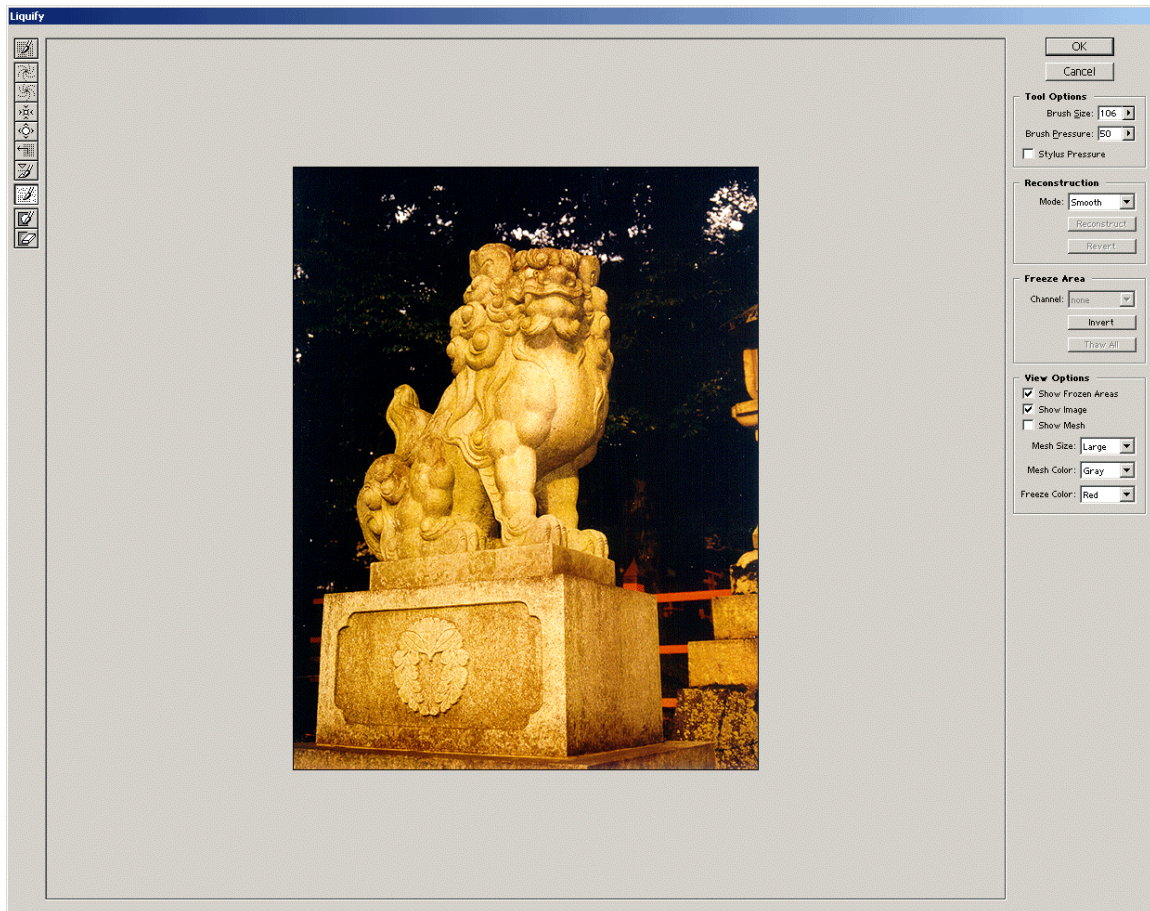 Liquify
OK
Cancel
Tool Options
Brush Size: 106
Brush Pressure: 50
Stylus Pressure
Reconstruction
Mode: Smooth
Reconstruct
Revert
Freeze Area
Channel: none
Invert
Thaw All
View Options
Show Frozen Areas
Show Image
Show Mesh
Mesh Size: Large
Mesh Color: Gray
Freeze Color: Red